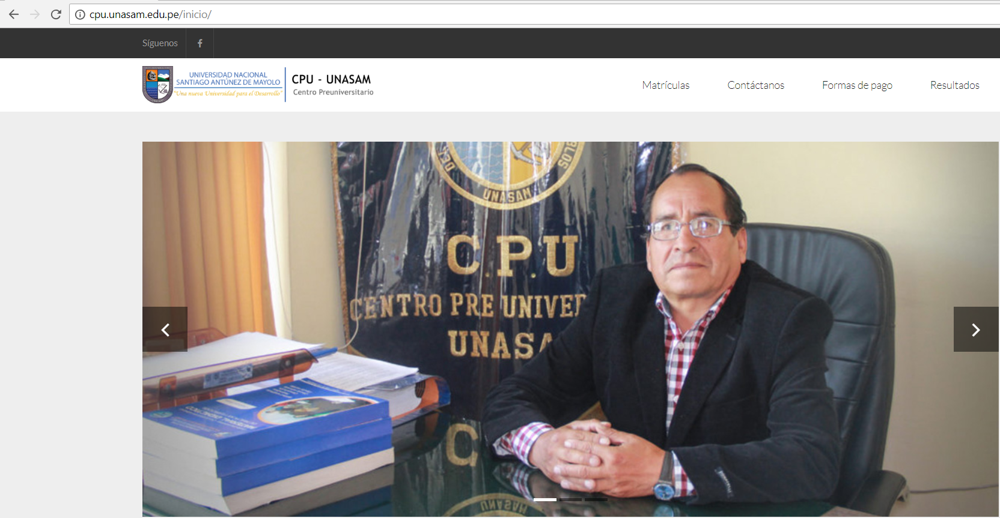 cpu.unasam.edu.pe/inicio/
Síguenos
UNIVERSIDAD NACIONAL
SANTIAGO ANTÚNEZ DE MAYOLO
"Una nueva Universidad para el Desarrollo"
CPU - UNASAM
Centro Preuniversitario
Matrículas
Contáctanos
Formas de pago
Resultados
UNASAM
C.P.U
CENTRO PRE UNIVER
UNASA